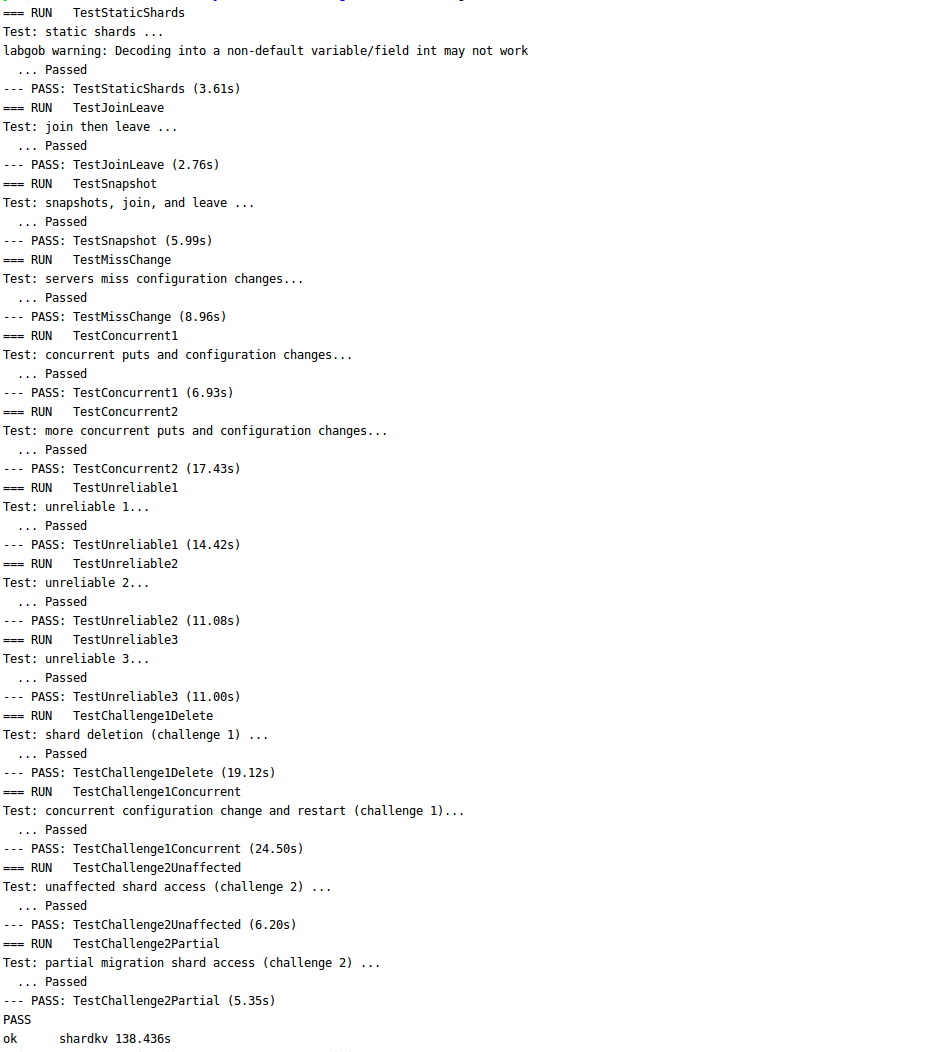 === RUN   TestStaticShards
Test: static shards ...
labgob warning: Decoding into a non-default variable/field int may not work
  ... Passed
--- PASS: TestStaticShards (3.61s)
=== RUN   TestJoinLeave
Test: join then leave ...
  ... Passed
--- PASS: TestJoinLeave (2.76s)
=== RUN   TestSnapshot
Test: snapshots, join, and leave ...
  ... Passed
--- PASS: TestSnapshot (5.99s)
=== RUN   TestMissChange
Test: servers miss configuration changes...
  ... Passed
--- PASS: TestMissChange (8.96s)
=== RUN   TestConcurrent1
Test: concurrent puts and configuration changes...
  ... Passed
--- PASS: TestConcurrent1 (6.93s)
=== RUN   TestConcurrent2
Test: more concurrent puts and configuration changes...
  ... Passed
--- PASS: TestConcurrent2 (17.43s)
=== RUN   TestUnreliable1
Test: unreliable 1...
  ... Passed
--- PASS: TestUnreliable1 (14.42s)
=== RUN   TestUnreliable2
Test: unreliable 2...
  ... Passed
--- PASS: TestUnreliable2 (11.08s)
=== RUN   TestUnreliable3
Test: unreliable 3...
  ... Passed
--- PASS: TestUnreliable3 (11.00s)
=== RUN   TestChallenge1Delete
Test: shard deletion (challenge 1) ...
  ... Passed
--- PASS: TestChallenge1Delete (19.12s)
=== RUN   TestChallenge1Concurrent
Test: concurrent configuration change and restart (challenge 1)...
  ... Passed
--- PASS: TestChallenge1Concurrent (24.50s)
=== RUN   TestChallenge2Unaffected
Test: unaffected shard access (challenge 2) ...
  ... Passed
--- PASS: TestChallenge2Unaffected (6.20s)
=== RUN   TestChallenge2Partial
Test: partial migration shard access (challenge 2) ...
  ... Passed
--- PASS: TestChallenge2Partial (5.35s)
PASS
ok      shardkv 138.436s